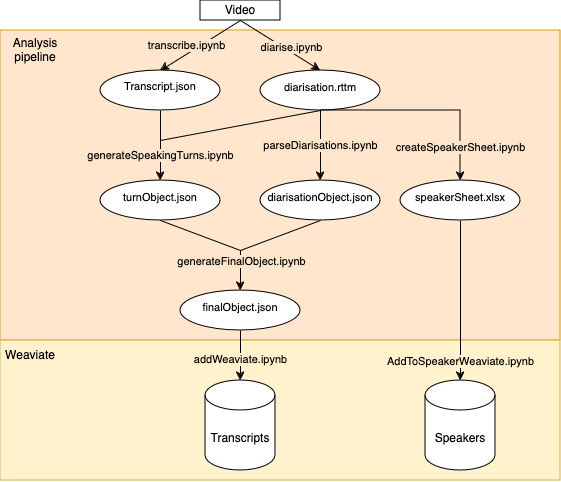 Video
Analysis
pipeline
transcribe.ipynb
diarise.ipynb
Transcript.json
diarisation.rttm
generateSpeakingTurns.ipynb
parseDiarisations.ipynb
createSpeakerSheet.ipynb
turnObject.json
diarisationObject.json
speakerSheet.xlsx
generateFinalObject.ipynb
finalObject.json
Weaviate
addWeaviate.ipynb
AddToSpeakerWeaviate.ipynb
Transcripts
Speakers